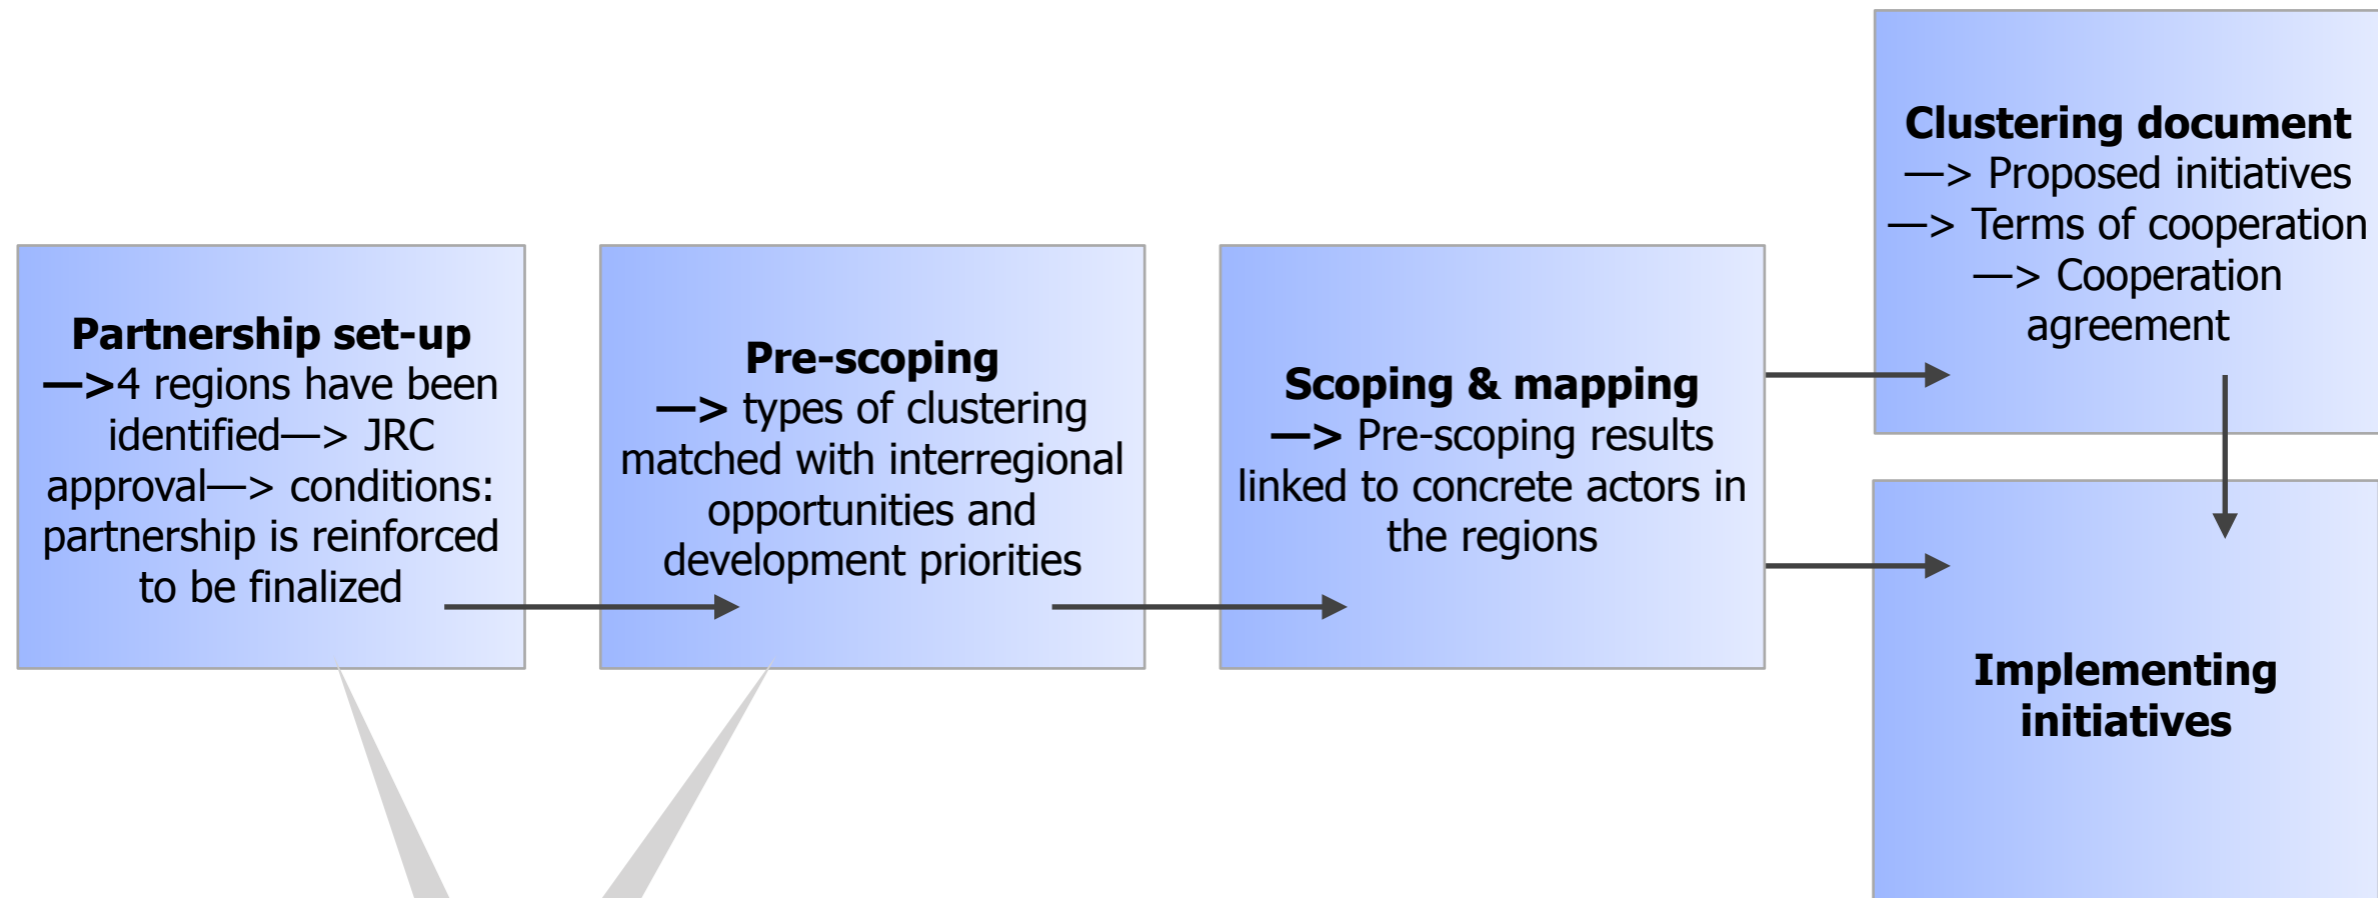 Partnership set-up
—>4 regions have been
identified—> JRC
approval—> conditions:
partnership is reinforced
to be finalized
Pre-scoping
—> types of clustering
matched with interregional
opportunities and
development priorities
Scoping & mapping
—> Pre-scoping results
linked to concrete actors in
the regions
Clustering document
—> Proposed initiatives
—> Terms of cooperation
—> Cooperation
agreement
Implementing
initiatives